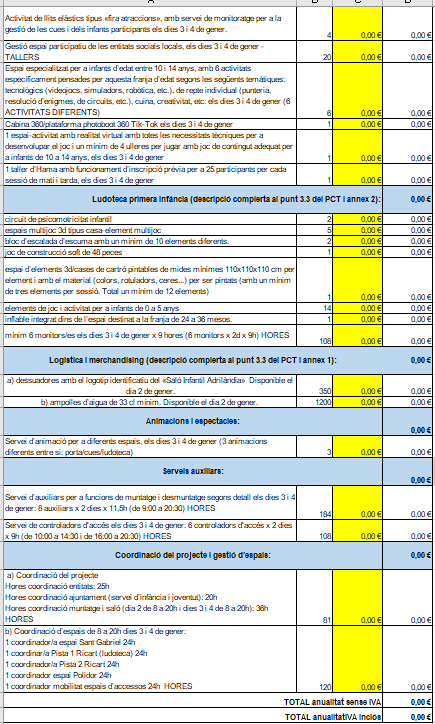 Activitat de llits elàstics tipus «fira atraccions», amb servei de monitoratge per a la
gestió de les cues i dels infants participants els dies 3 i 4 de gener. 4 0,00 € 0,00 €
Gestió espai participatiu de les entitats socials locals, els dies 3 i 4 de gener -
TALLERS 20 0,00 € 0,00 €
Espai especialitzat per a infants d'edat entre 10 i 14 anys, amb 6 activitats
específicament pensades per aquesta franja d'edat segons les següents temàtiques:
tecnològics (videojocs, simuladors, robòtica, etc.), de repte individual (punteria,
resolució d'enigmes, de circuits, etc.), cuina, creativitat, etc. els dies 3 i 4 de gener (6
ACTIVITATS DIFERENTS) 6 0,00 € 0,00 €
Cabina 360/plataforma photoboot 360 Tik-Tok els dies 3 i 4 de gener 1 0,00 € 0,00 €
1 espai-activitat amb realitat virtual amb totes les necessitats tècniques per a
desenvolupar el joc i un mínim de 4 ulleres per jugar amb joc de contingut adequat per
a infants de 10 a 14 anys, els dies 3 i 4 de gener 1 0,00 € 0,00 €
1 taller d'Hama amb funcionament d'inscripció prèvia per a 25 participants per cada
sessió de matí i tarda, els dies 3 i 4 de gener 1 0,00 € 0,00 €
Ludoteca primera infància (descripció complerta al punt 3.3 del PCT i annex 2): 0,00 €
circuit de psicomotricitat infantil 2 0,00 € 0,00 €
espais multijoc 3d tipus casa-element multijoc 5 0,00 € 0,00 €
bloc d'escalada d'escuma amb un mínim de 10 elements diferents. 2 0,00 € 0,00 €
joc de construcció soft de 48 peces 1 0,00 € 0,00 €
espai d'elements 3d/cases de cartró pintables de mides mínimes 110x110x110 cm per
element i amb el material (colors, rotuladors, ceres...) per ser pintats (amb un mínim
de tres elements per sessió. Total un mínim de 12 elements) 1 0,00 € 0,00 €
elements de joc i activitat per a infants de 0 a 5 anys 14 0,00 € 0,00 €
inflable integrat dins de l'espai destinat a la franja de 24 a 36 mesos. 1 0,00 € 0,00 €
mínim 6 monitors/es els dies 3 i 4 de gener x 9 hores (6 monitors x 2d x 9h) HORES 108 0,00 € 0,00 €
Logística i merchandising (descripció complerta al punt 3.3 del PCT i annex 1): 0,00 €
a) dessuadores amb el logotip identificatiu del «Saló Infantil Adrilàndia» Disponible el
dia 2 de gener. 350 0,00 € 0,00 €
b) ampolles d'aigua de 33 cl mínim. Disponible el dia 2 de gener. 1200 0,00 € 0,00 €
Animacions i espectacles: 0,00 €
Servei d'animació per a diferents espais, els dies 3 i 4 de gener (3 animacions
diferents entre si: porta/cues/ludoteca) 3 0,00 € 0,00 €
Serveis auxiliars: 0,00 €
Servei d'auxiliars per a funcions de muntatge i desmuntatge segons detall els dies 3 i 4
de gener: 8 auxiliars x 2 dies x 11,5h (de 9:00 a 20:30) HORES 184 0,00 € 0,00 €
Servei de controladors d'accés els dies 3 i 4 de gener: 6 controladors d'accés x 2 dies
x 9h (de 10:00 a 14:30 i de 16:00 a 20:30) HORES 108 0,00 € 0,00 €
Coordinació del projecte i gestió d'espais: 0,00 €
a) Coordinació del projecte
Hores coordinació entitats: 25h
Hores coordinació ajuntament (servei d'infància i joventut): 20h
Hores coordinació muntatge i saló (dia 2 de 8 a 20h i dies 3 i 4 de 8 a 20h): 36h
HORES 81 0,00 € 0,00 €
b) Coordinació d'espais de 8 a 20h dies 3 i 4 de gener:
1 coordinador/a espai Sant Gabriel 24h
1 coordinar/a Pista 1 Ricart (ludoteca) 24h
1 coordinador/a Pista 2 Ricart 24h
1 coordinador espai Polidor 24h
1 coordinador mobilitat espais d'accessos 24h HORES 120 0,00 € 0,00 €
TOTAL anualitat sense IVA 0,00 €
TOTAL anualitatIVA inclòs 0,00 €